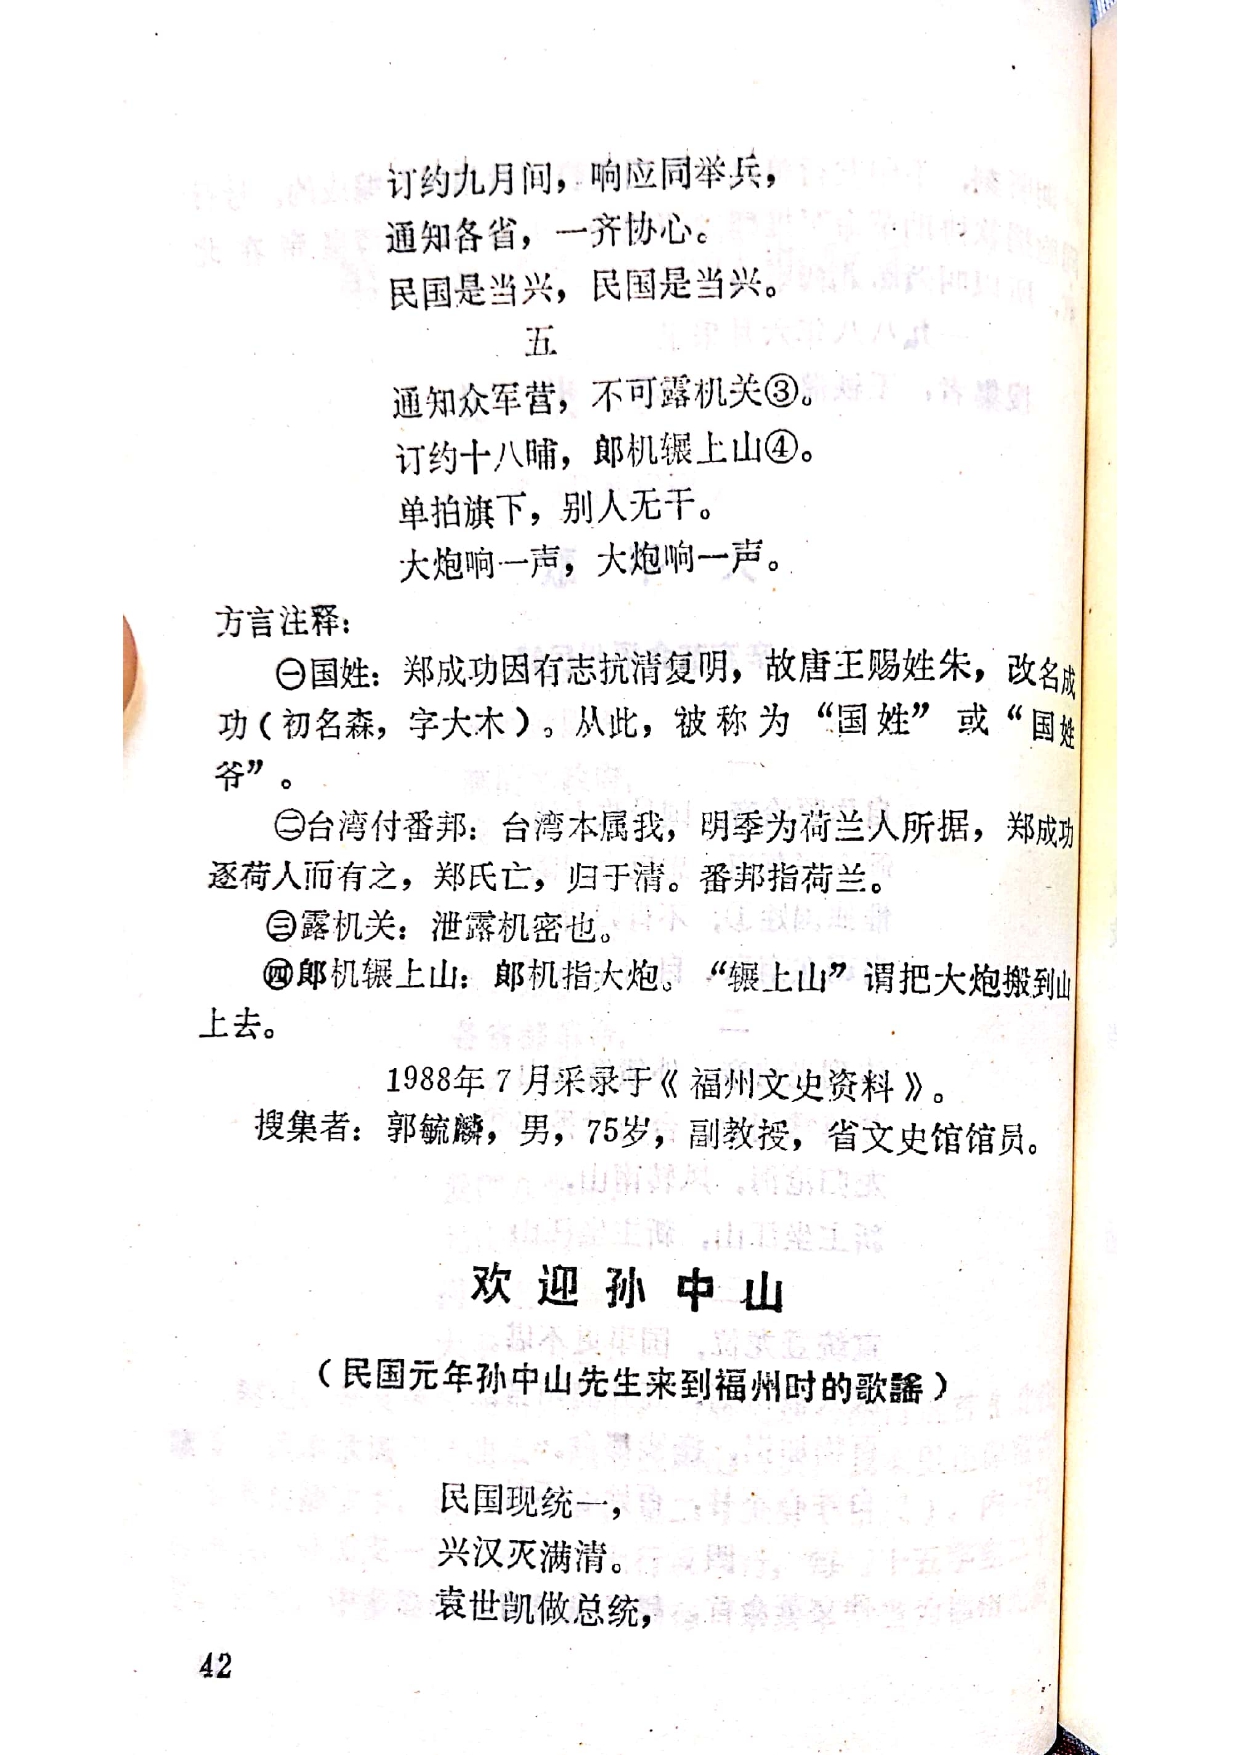 订约九月间，响应同举兵，
通知各省，一齐协心。
民国是当兴，民国是当兴。
五
通知众军营，不可露机关③。
订约十八晡，郎机辗上山④。
单拍旗下，别人无干。
大炮响一声，大炮响一声。
方言注释：
㊀国姓：郑成功因有志抗清复明，故唐王赐姓朱，改名成
功（初名森，字大木）。从此，被称为“国姓”或“国姓
爷”。
㊁台湾付番邦：台湾本属我，明季为荷兰人所据，郑成功
逐荷人而有之，郑氏亡，归于清。番邦指荷兰。
㊂露机关：泄露机密也。
㊃郎机辗上山：郎机指大炮。“辗上山”谓把大炮搬到山
上去。
1988年7月采录于《福州文史资料》。
搜集者：郭毓麟，男，75岁，副教授，省文史馆馆员。
欢迎孙中山
（民国元年孙中山先生来到福州时的歌謠）
民国现统一，
兴汉灭满清。
袁世凯做总统，
42